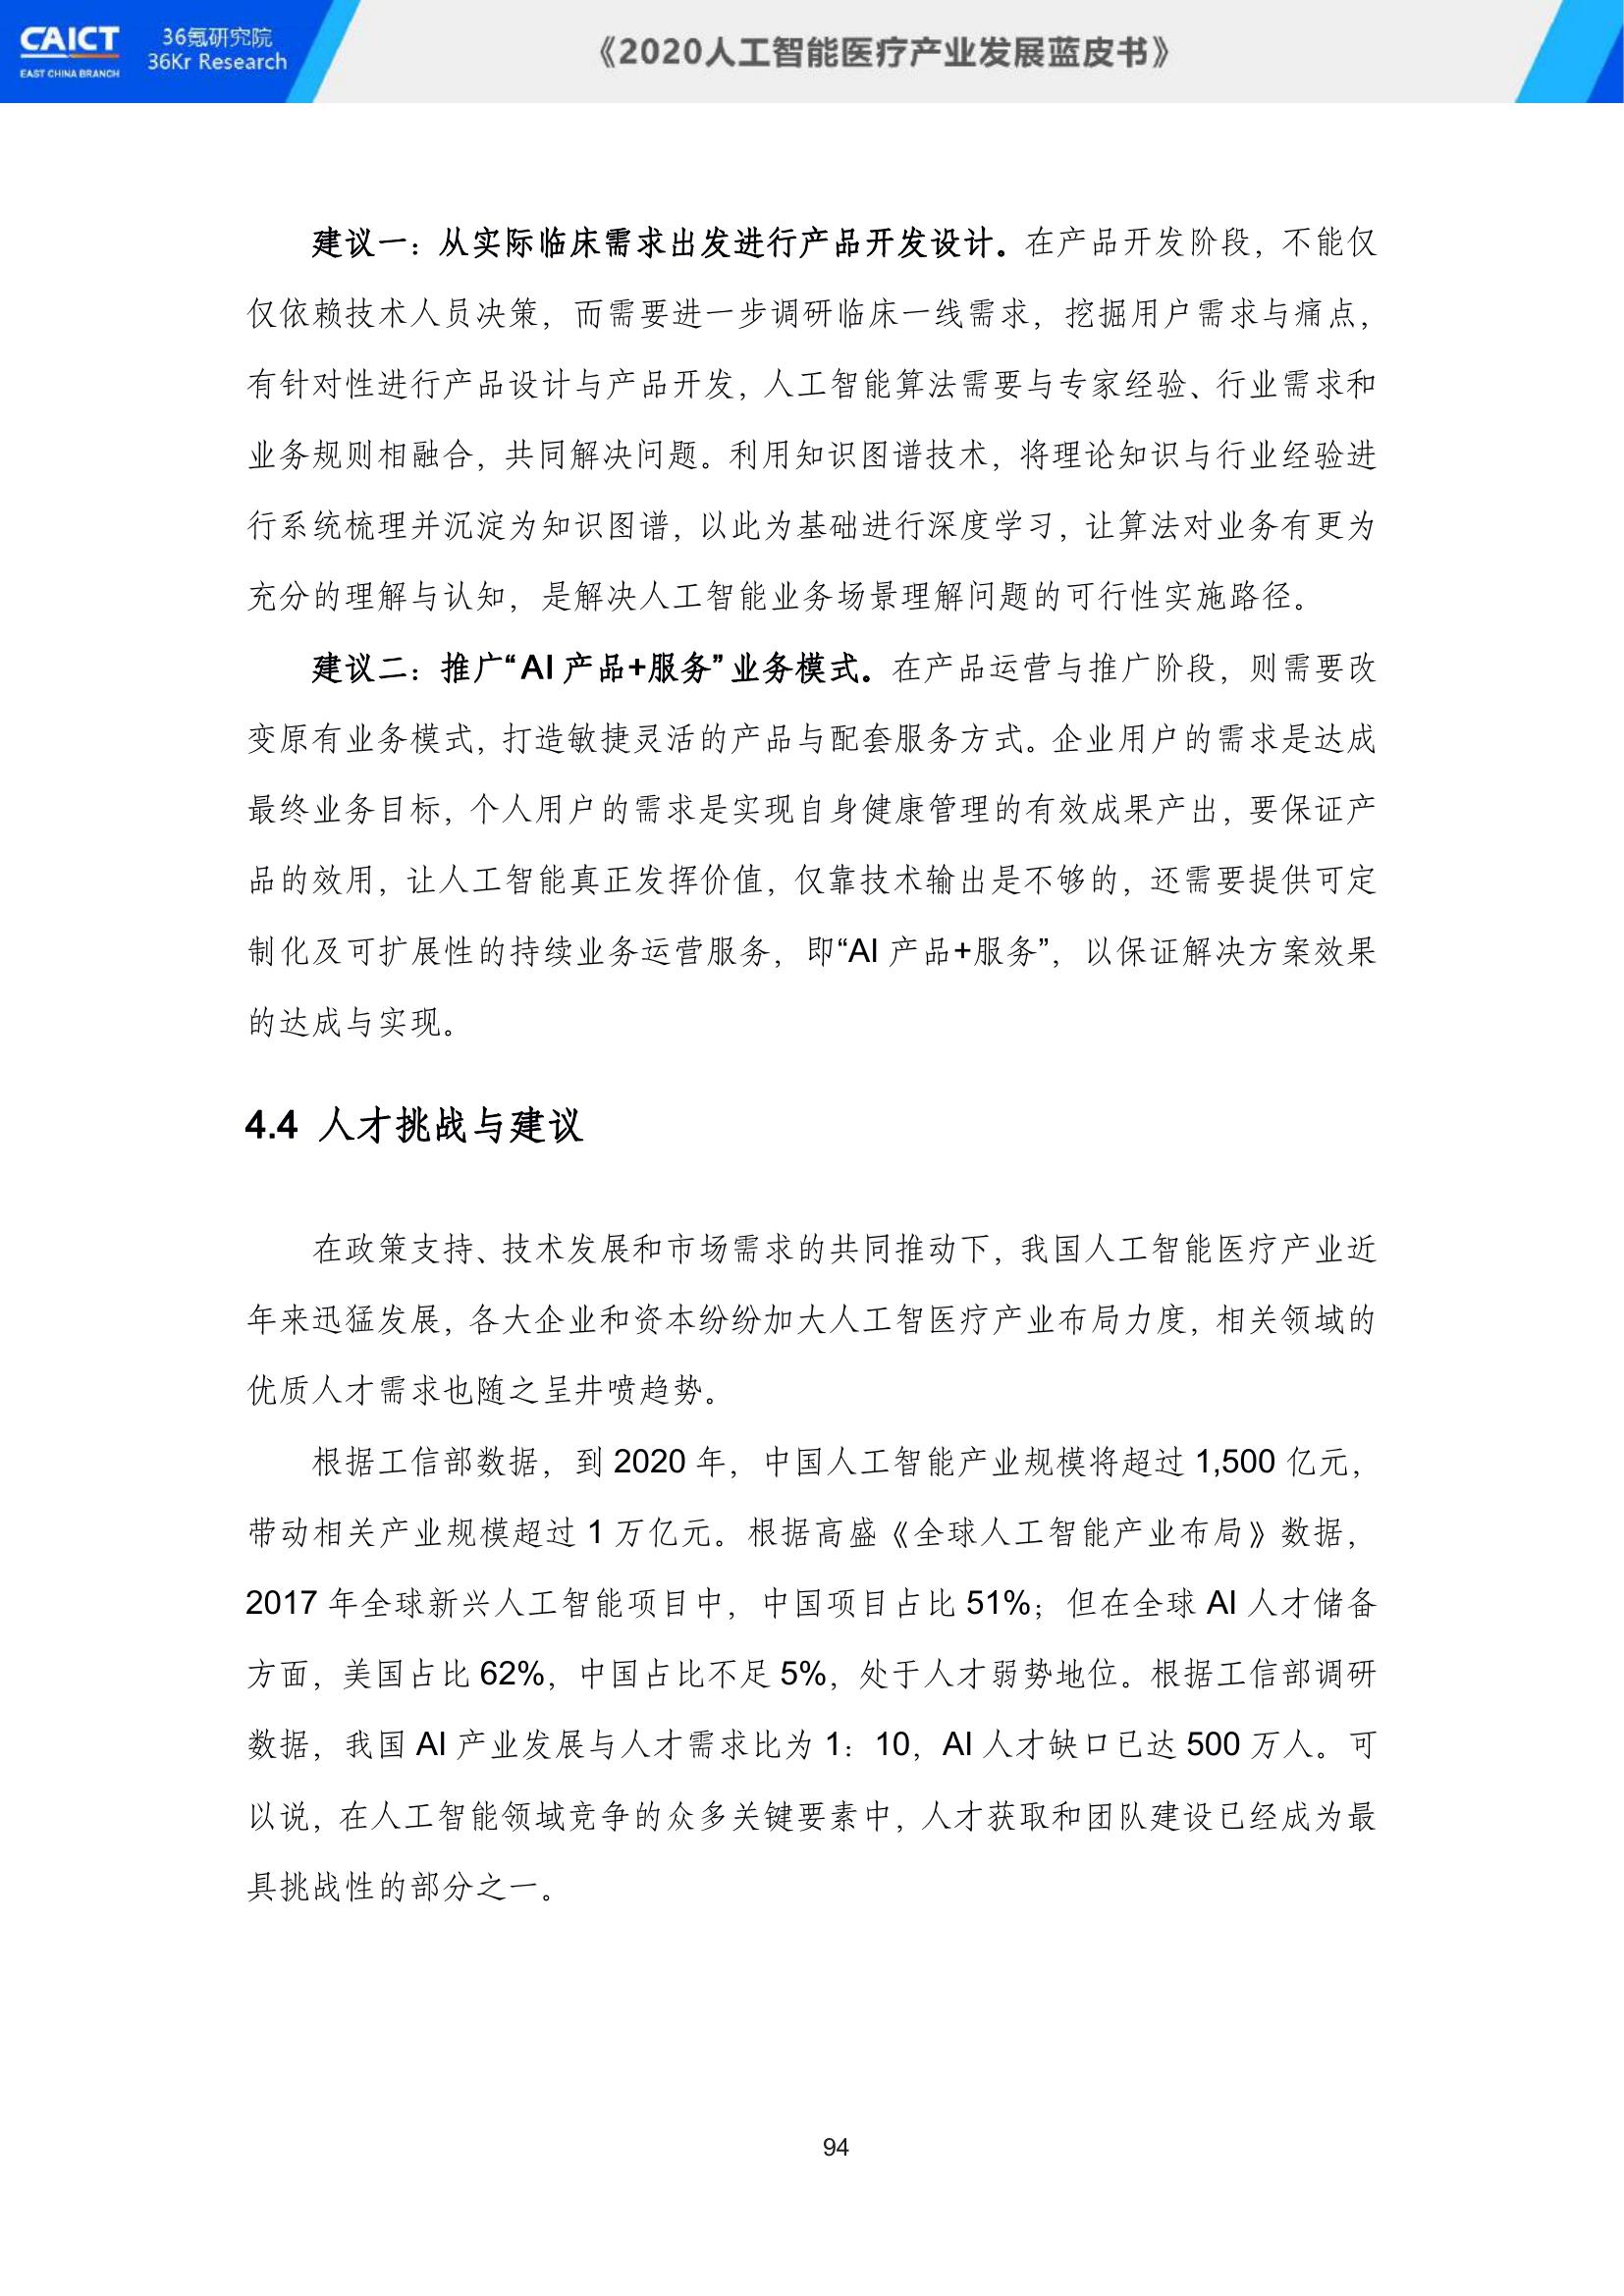 CAICT
EAST CHINA BRANCH
36氪研究院
36Kr Research
《2020人工智能医疗产业发展蓝皮书》
建议一：从实际临床需求出发进行产品开发设计。在产品开发阶段，不能仅
仅依赖技术人员决策，而需要进一步调研临床一线需求，挖掘用户需求与痛点，
有针对性进行产品设计与产品开发，人工智能算法需要与专家经验、行业需求和
业务规则相融合，共同解决问题。利用知识图谱技术，将理论知识与行业经验进
行系统梳理并沉淀为知识图谱，以此为基础进行深度学习，让算法对业务有更为
充分的理解与认知，是解决人工智能业务场景理解问题的可行性实施路径。
建议二：推广“AI 产品+服务”业务模式。在产品运营与推广阶段，则需要改
变原有业务模式，打造敏捷灵活的产品与配套服务方式。企业用户的需求是达成
最终业务目标，个人用户的需求是实现自身健康管理的有效成果产出，要保证产
品的效用，让人工智能真正发挥价值，仅靠技术输出是不够的，还需要提供可定
制化及可扩展性的持续业务运营服务，即“AI 产品+服务”，以保证解决方案效果
的达成与实现。
4.4 人才挑战与建议
在政策支持、技术发展和市场需求的共同推动下，我国人工智能医疗产业近
年来迅猛发展，各大企业和资本纷纷加大人工智医疗产业布局力度，相关领域的
优质人才需求也随之呈井喷趋势。
根据工信部数据，到 2020 年，中国人工智能产业规模将超过 1,500 亿元，
带动相关产业规模超过 1 万亿元。根据高盛《全球人工智能产业布局》数据，
2017 年全球新兴人工智能项目中，中国项目占比 51%；但在全球 AI 人才储备
方面，美国占比 62%，中国占比不足 5%，处于人才弱势地位。根据工信部调研
数据，我国 AI 产业发展与人才需求比为 1：10，AI 人才缺口已达 500 万人。可
以说，在人工智能领域竞争的众多关键要素中，人才获取和团队建设已经成为最
具挑战性的部分之一。
94